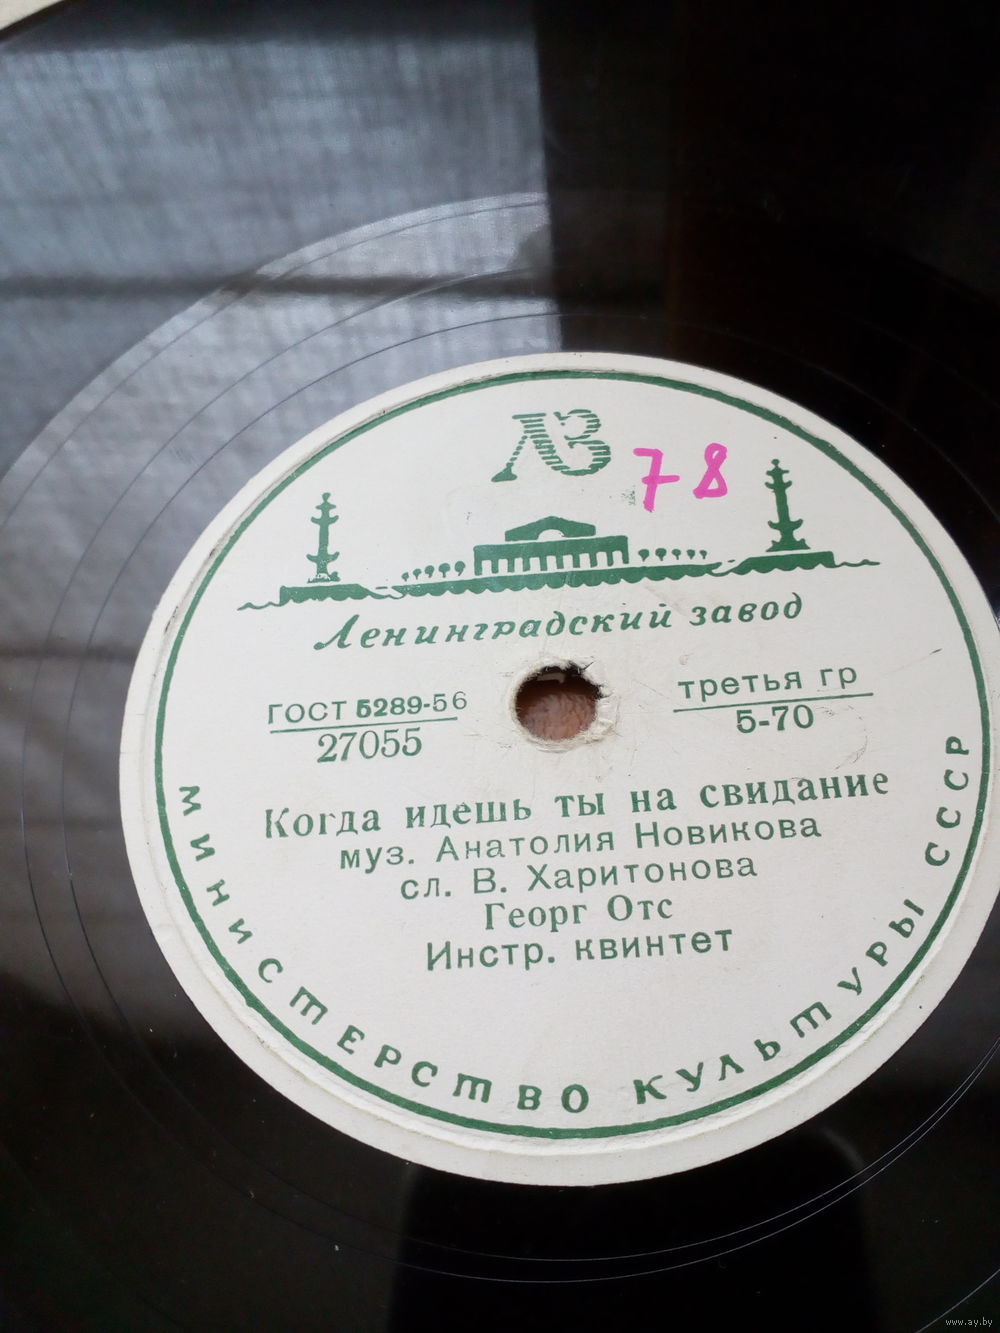 ЛЗ
78
Ленинградский завод
ГОСТ 5289-56
27055
третья гр
5-70
Когда идешь ты на свидание
муз. Анатолия Новикова
сл. В. Харитонова
Георг Отс
Инстр. квинтет
МИНИСТЕРСТВО КУЛЬТУРЫ СССР
www.ay.by